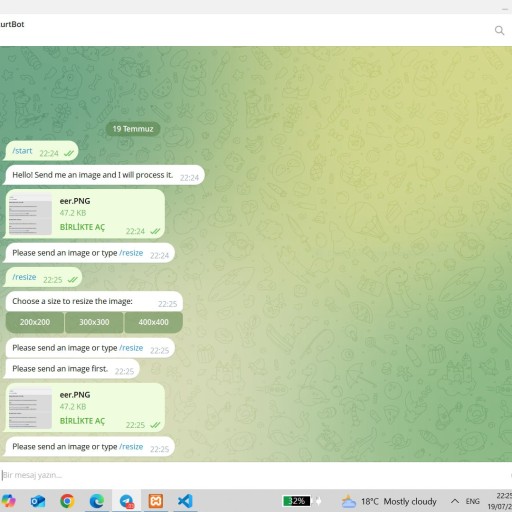 urtBot
19 Temmuz
/start 22:24
Hello! Send me an image and I will process it. 22:24
eer.PNG
47.2 KB
BİRLİKTE AÇ 22:24
Please send an image or type /resize 22:24
/resize 22:25
Choose a size to resize the image: 22:25
200x200 300x300 400x400
Please send an image or type /resize 22:25
Please send an image first. 22:25
eer.PNG
47.2 KB
BİRLİKTE AÇ 22:25
Please send an image or type /resize 22:25
Bir mesaj yazın...
32% 18°C Mostly cloudy ENG 22:25
19/07/2